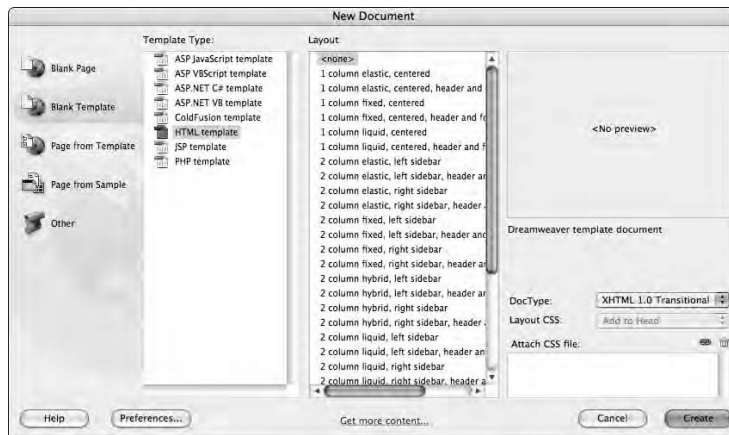 New Document
Blank Page
Blank Template
Page from Template
Page from Sample
Other
Template Type:
ASP JavaScript template
ASP VBScript template
ASP.NET C# template
ASP.NET VB template
ColdFusion template
HTML template
JSP template
PHP template
Layout:
<none>
1 column elastic, centered
1 column elastic, centered, header and
1 column fixed, centered
1 column fixed, centered, header and fo
1 column liquid, centered
1 column liquid, centered, header and f
2 column elastic, left sidebar
2 column elastic, left sidebar, header an
2 column elastic, right sidebar
2 column elastic, right sidebar, header a
2 column fixed, left sidebar
2 column fixed, left sidebar, header and
2 column fixed, right sidebar
2 column fixed, right sidebar, header an
2 column hybrid, left sidebar
2 column hybrid, left sidebar, header an
2 column hybrid, right sidebar
2 column hybrid, right sidebar, header a
2 column liquid, left sidebar
2 column liquid, left sidebar, header an
2 column liquid, right sidebar
2 column liquid, right sidebar, header a
<No preview>
Dreamweaver template document
DocType: XHTML 1.0 Transitional
Layout CSS: Add to Head
Attach CSS file:
Help
Preferences...
Get more content...
Cancel
Create